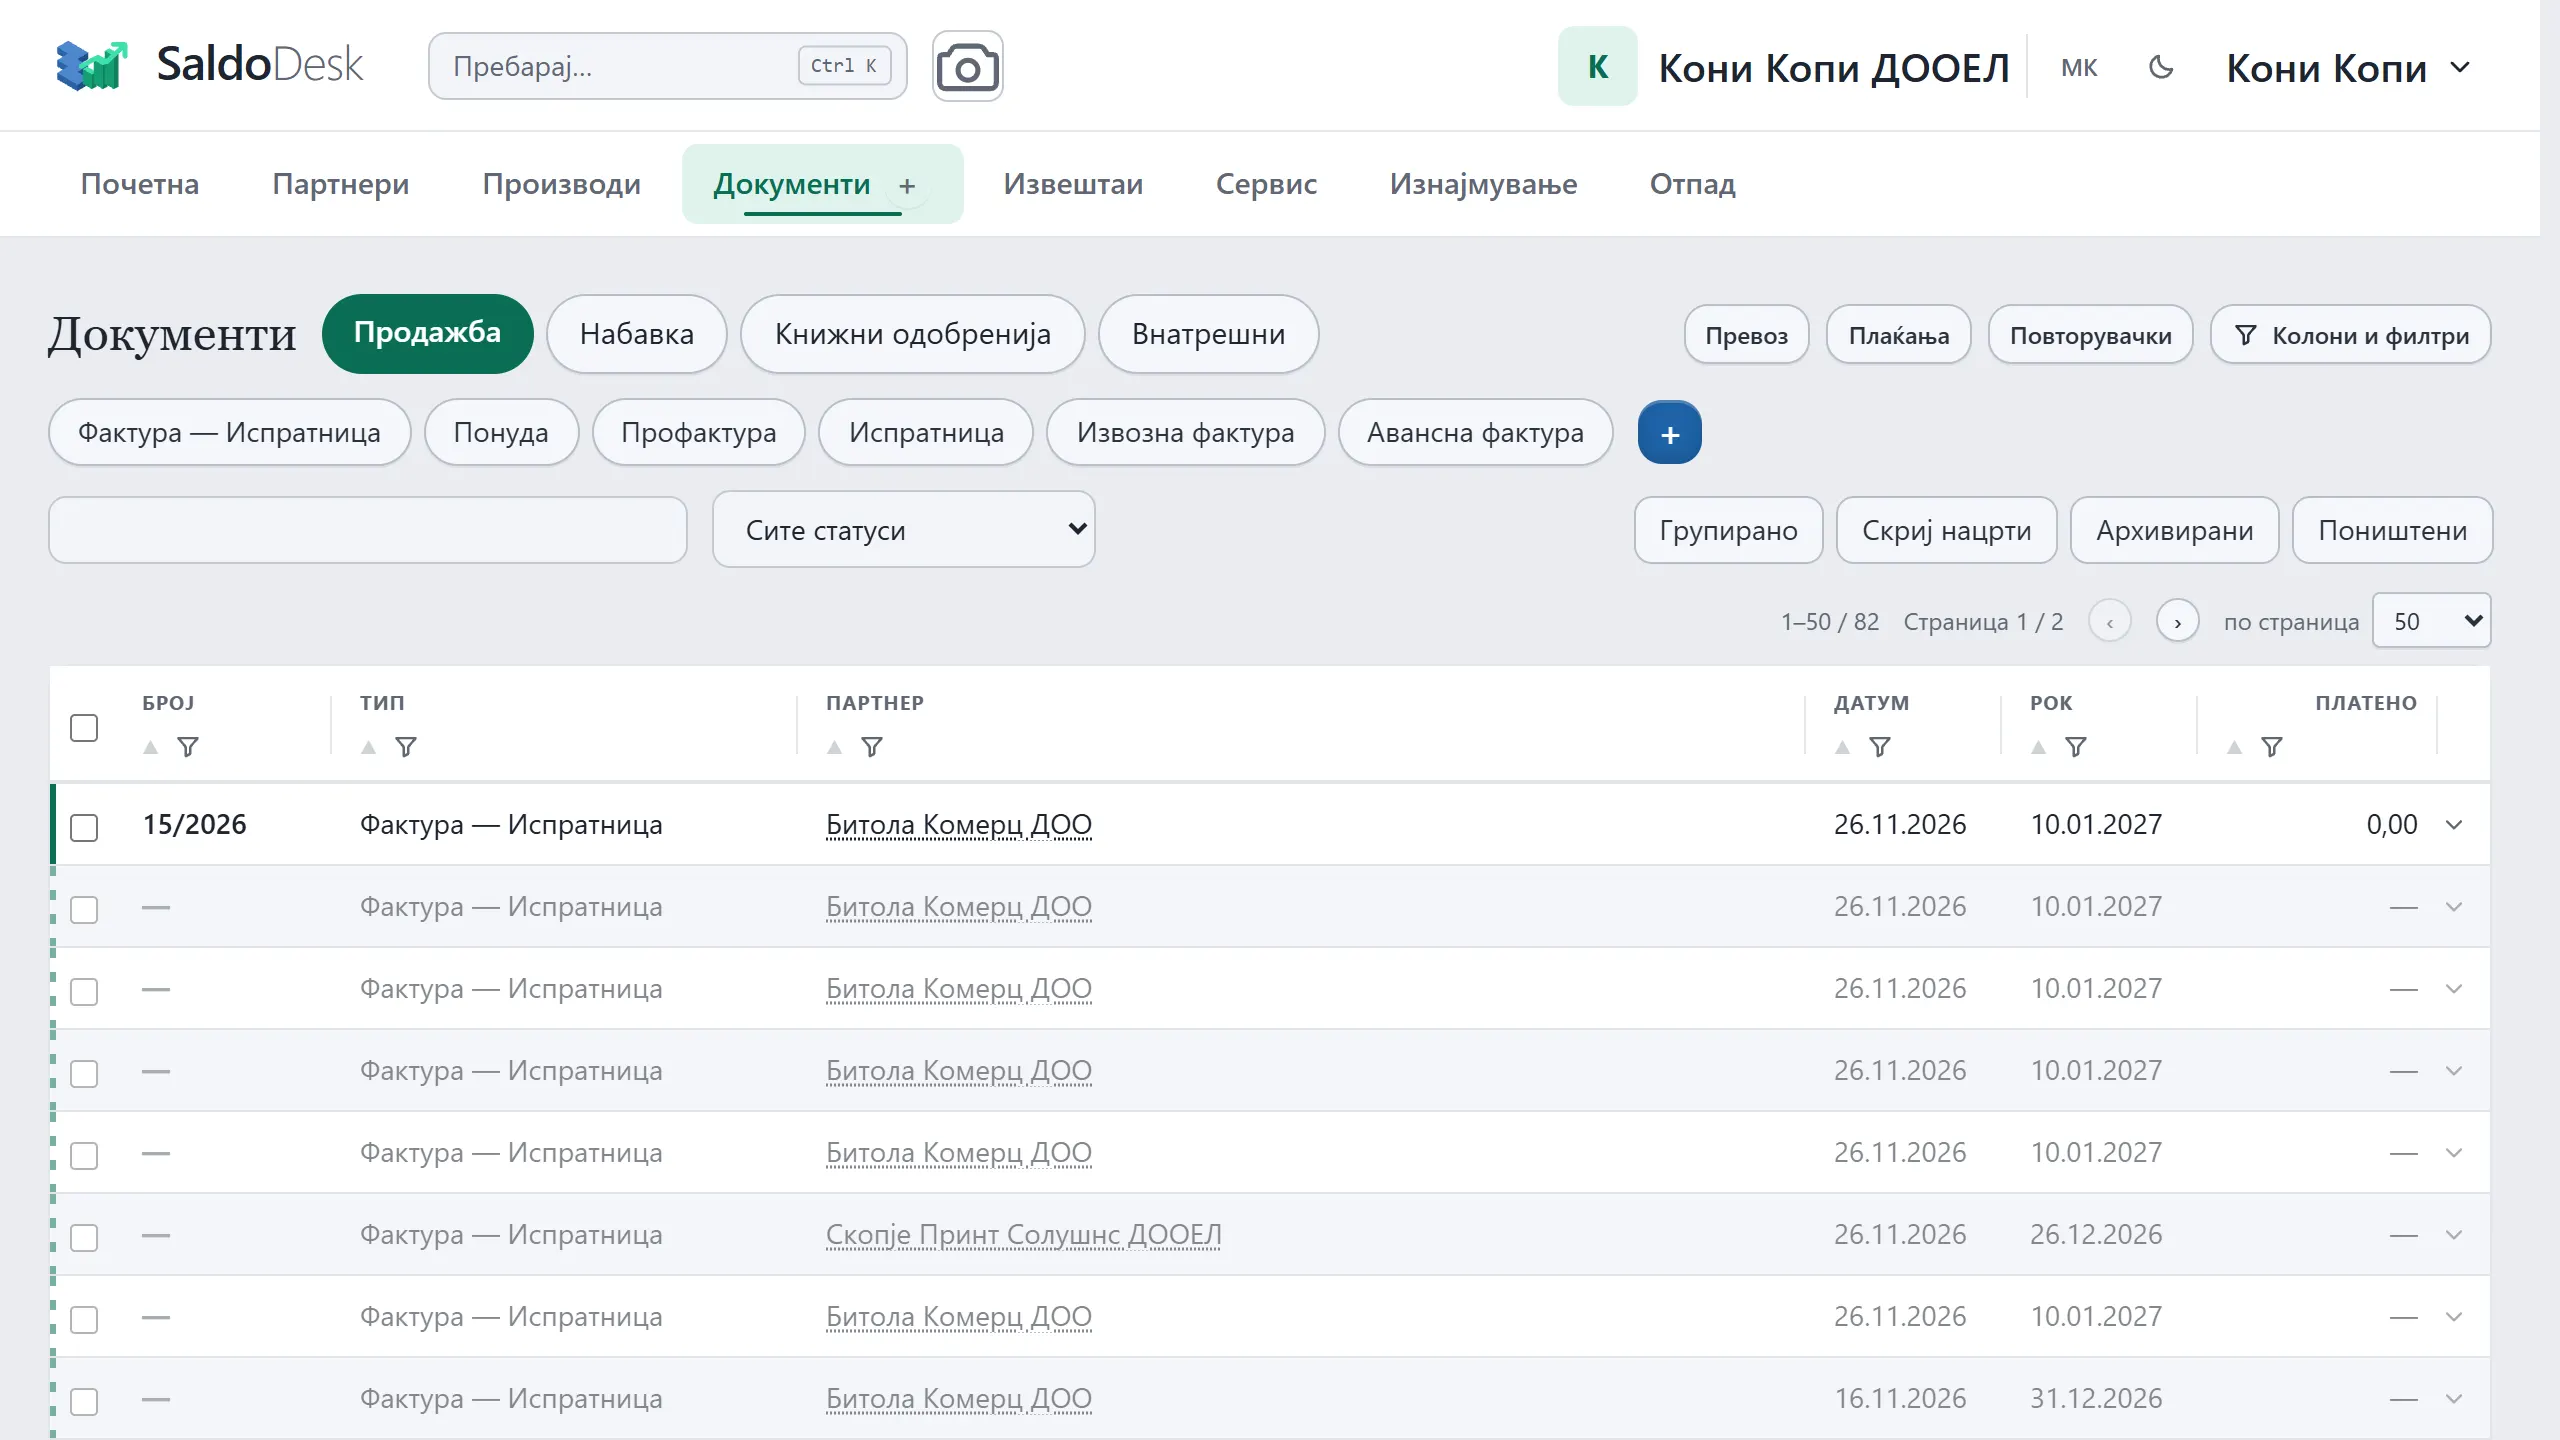 SaldoDesk
Пребарај...
Ctrl K
К
Кони Копи ДООЕЛ
МК
Кони Копи
Почетна
Партнери
Производи
Документи +
Извештаи
Сервис
Изнајмување
Отпад
Документи
Продажба
Набавка
Книжни одобренија
Внатрешни
Превоз
Плаќања
Повторувачки
Колони и филтри
Фактура — Испратница
Понуда
Профактура
Испратница
Извозна фактура
Авансна фактура
+
Сите статуси
Групирано
Скриј нацрти
Архивирани
Поништени
1–50 / 82
Страница 1 / 2
‹
›
по страница
50
БРОЈ
ТИП
ПАРТНЕР
ДАТУМ
РОК
ПЛАТЕНО
15/2026 Фактура — Испратница Битола Комерц ДОО 26.11.2026 10.01.2027 0,00
— Фактура — Испратница Битола Комерц ДОО 26.11.2026 10.01.2027 —
— Фактура — Испратница Битола Комерц ДОО 26.11.2026 10.01.2027 —
— Фактура — Испратница Битола Комерц ДОО 26.11.2026 10.01.2027 —
— Фактура — Испратница Битола Комерц ДОО 26.11.2026 10.01.2027 —
— Фактура — Испратница Скопје Принт Солушнс ДООЕЛ 26.11.2026 26.12.2026 —
— Фактура — Испратница Битола Комерц ДОО 26.11.2026 10.01.2027 —
— Фактура — Испратница Битола Комерц ДОО 16.11.2026 31.12.2026 —